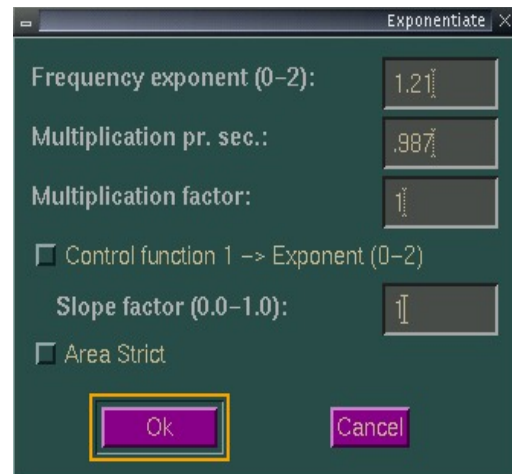 Exponentiate
Frequency exponent (0–2): 1.21
Multiplication pr. sec.: .987
Multiplication factor: 1
Control function 1 –> Exponent (0–2)
Slope factor (0.0–1.0): 1
Area Strict
Ok Cancel